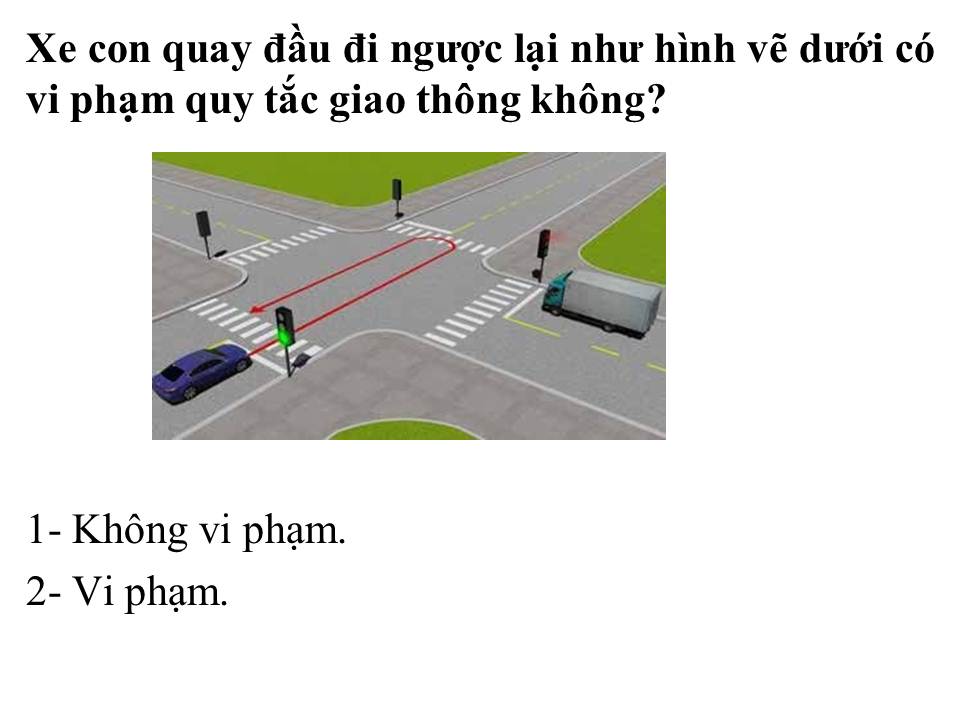 Xe con quay đầu đi ngược lại như hình vẽ dưới có
vi phạm quy tắc giao thông không?
1- Không vi phạm.
2- Vi phạm.